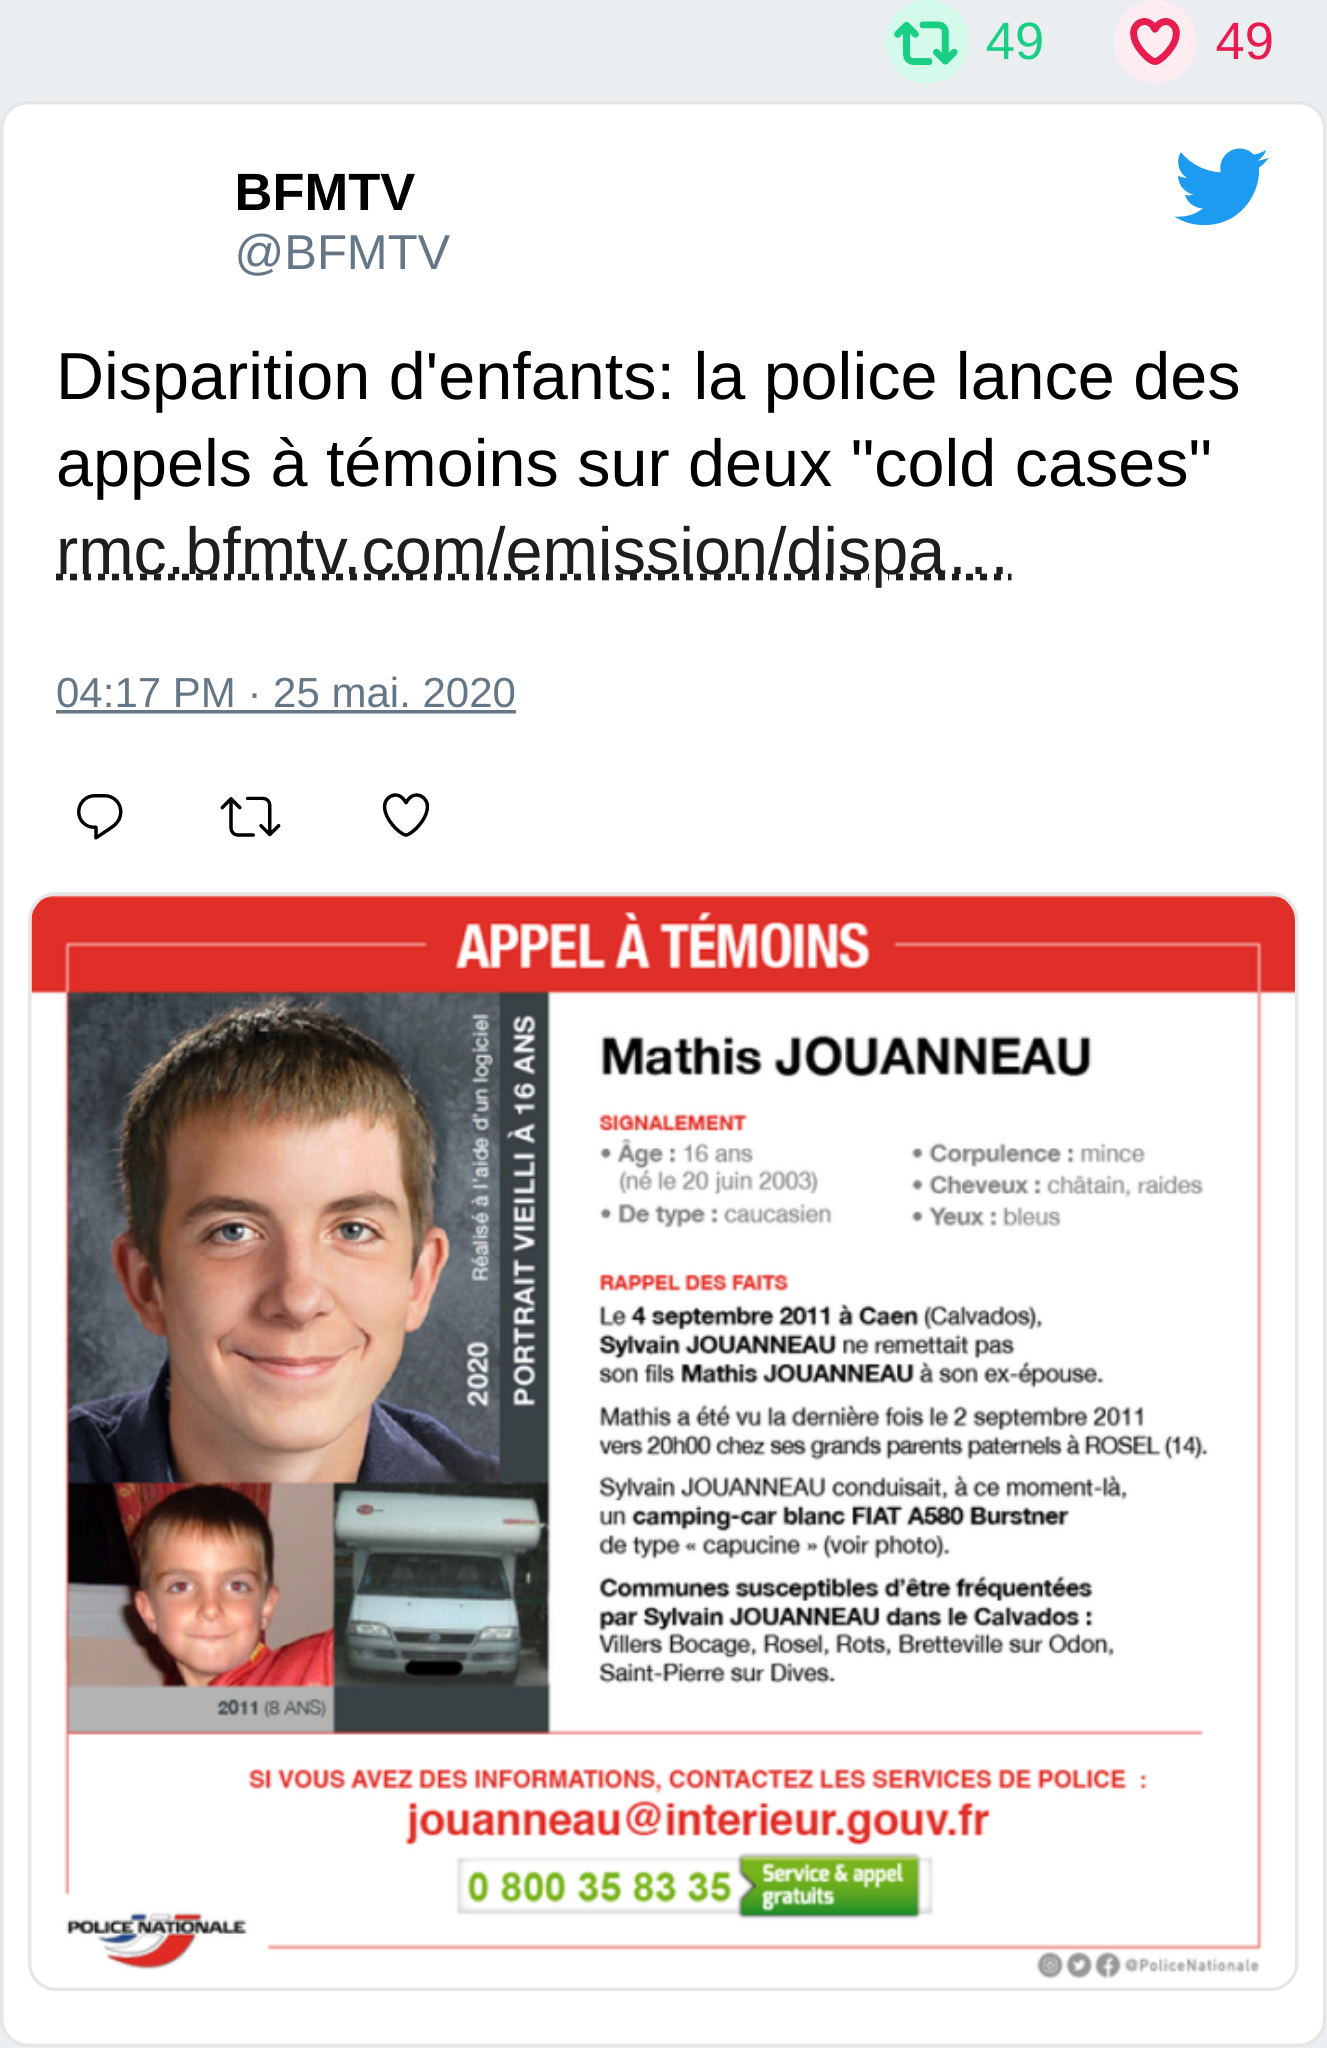 49 49
BFMTV
@BFMTV
Disparition d'enfants: la police lance des
appels à témoins sur deux "cold cases"
rmc.bfmtv.com/emission/dispa…
04:17 PM · 25 mai. 2020
APPEL À TÉMOINS
2020 Réalisé à l'aide d'un logiciel
PORTRAIT VIEILLI À 16 ANS
2011 (8 ANS)
Mathis JOUANNEAU
SIGNALEMENT
• Âge : 16 ans
(né le 20 juin 2003)
• De type : caucasien
• Corpulence : mince
• Cheveux : châtain, raides
• Yeux : bleus
RAPPEL DES FAITS
Le 4 septembre 2011 à Caen (Calvados),
Sylvain JOUANNEAU ne remettait pas
son fils Mathis JOUANNEAU à son ex-épouse.
Mathis a été vu la dernière fois le 2 septembre 2011
vers 20h00 chez ses grands parents paternels à ROSEL (14).
Sylvain JOUANNEAU conduisait, à ce moment-là,
un camping-car blanc FIAT A580 Burstner
de type « capucine » (voir photo).
Communes susceptibles d'être fréquentées
par Sylvain JOUANNEAU dans le Calvados :
Villers Bocage, Rosel, Rots, Bretteville sur Odon,
Saint-Pierre sur Dives.
SI VOUS AVEZ DES INFORMATIONS, CONTACTEZ LES SERVICES DE POLICE :
jouanneau@interieur.gouv.fr
0 800 35 83 35
Service & appel
gratuits
POLICE NATIONALE
@PoliceNationale